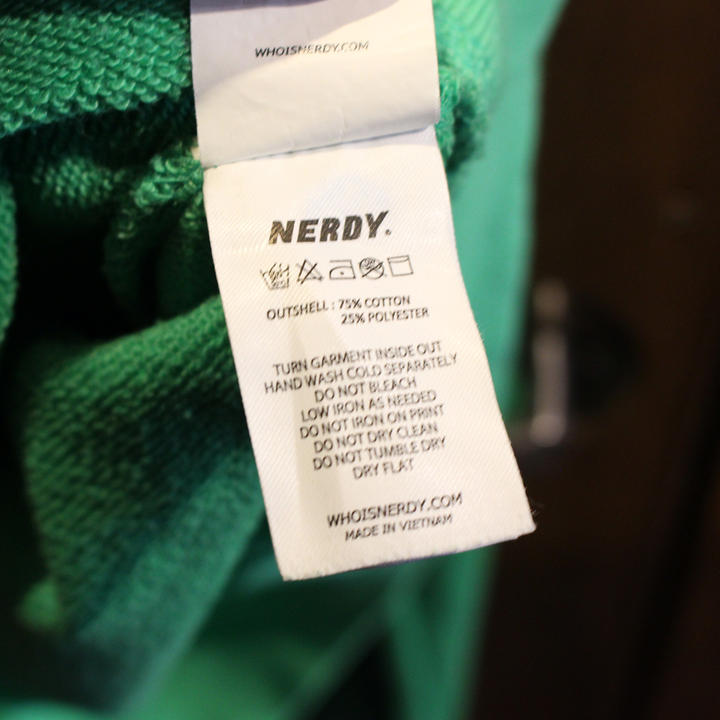 WHOISNERDY.COM
NERDY.
OUTSHELL : 75% COTTON
25% POLYESTER
TURN GARMENT INSIDE OUT
HAND WASH COLD SEPARATELY
DO NOT BLEACH
LOW IRON AS NEEDED
DO NOT IRON ON PRINT
DO NOT DRY CLEAN
DO NOT TUMBLE DRY
DRY FLAT
WHOISNERDY.COM
MADE IN VIETNAM